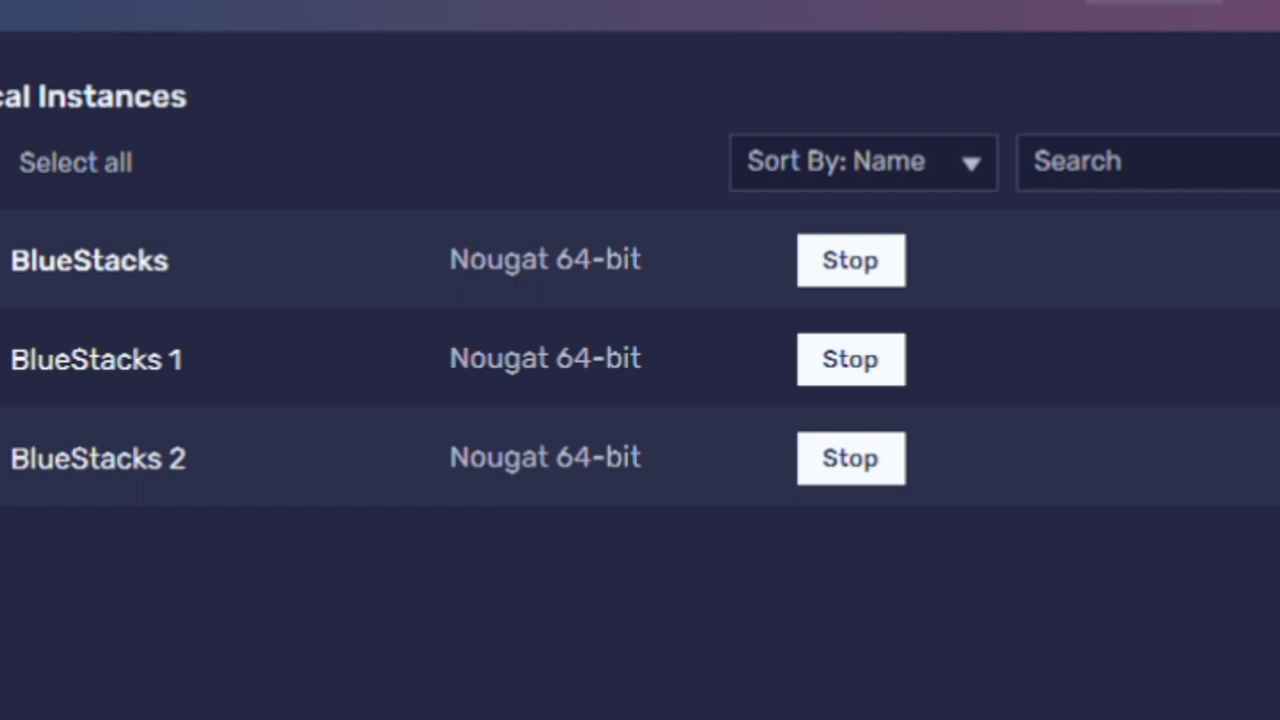 cal Instances
Select all
Sort By: Name
Search
BlueStacks
Nougat 64-bit
Stop
BlueStacks 1
Nougat 64-bit
Stop
BlueStacks 2
Nougat 64-bit
Stop